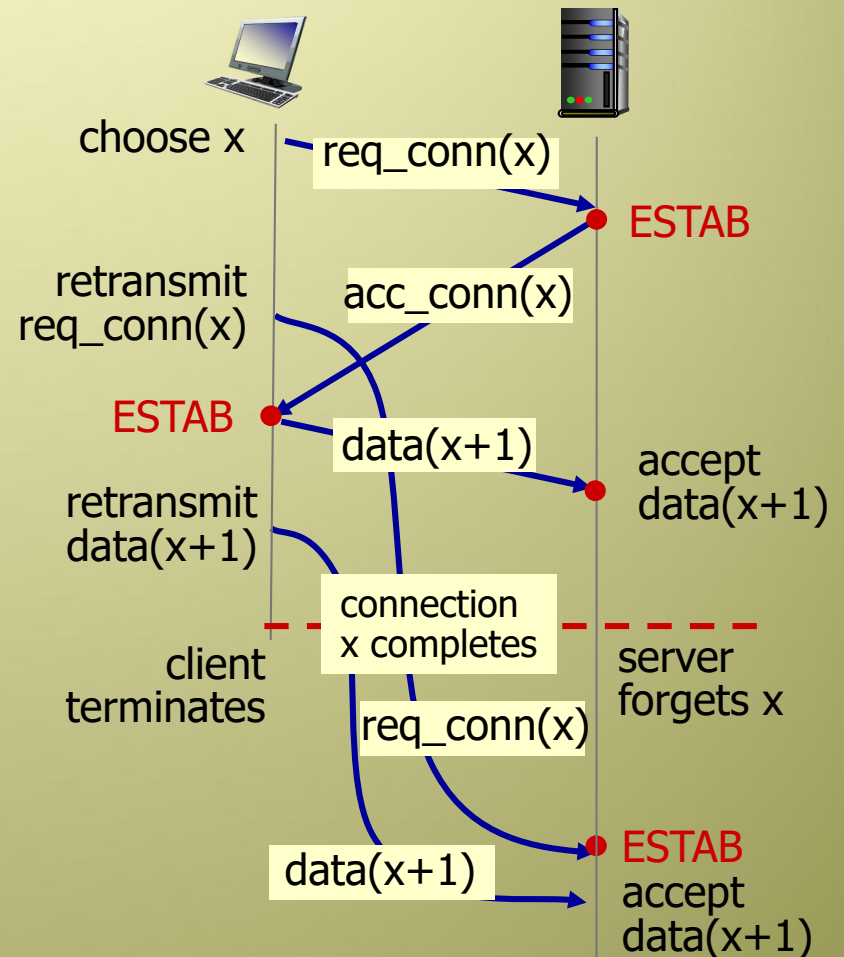 choose x
req_conn(x)
ESTAB
retransmit
req_conn(x)
acc_conn(x)
ESTAB
data(x+1)
accept
data(x+1)
retransmit
data(x+1)
connection
x completes
client
terminates
server
forgets x
req_conn(x)
ESTAB
data(x+1)
accept
data(x+1)